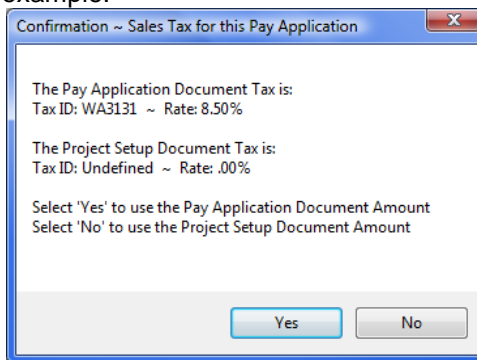 Confirmation ~ Sales Tax for this Pay Application
The Pay Application Document Tax is:
Tax ID: WA3131 ~ Rate: 8.50%
The Project Setup Document Tax is:
Tax ID: Undefined ~ Rate: .00%
Select 'Yes' to use the Pay Application Document Amount
Select 'No' to use the Project Setup Document Amount
Yes No